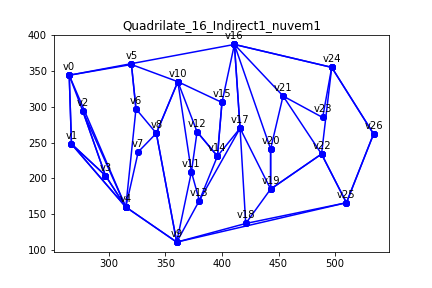 Quadrilate_16_Indirect1_nuvem1
400
350
300
250
200
150
100
300
350
400
450
500
v0
v1
v2
v3
v4
v5
v6
v7
v8
v9
v10
v11
v12
v13
v14
v15
v16
v17
v18
v19
v20
v21
v22
v23
v24
v25
v26